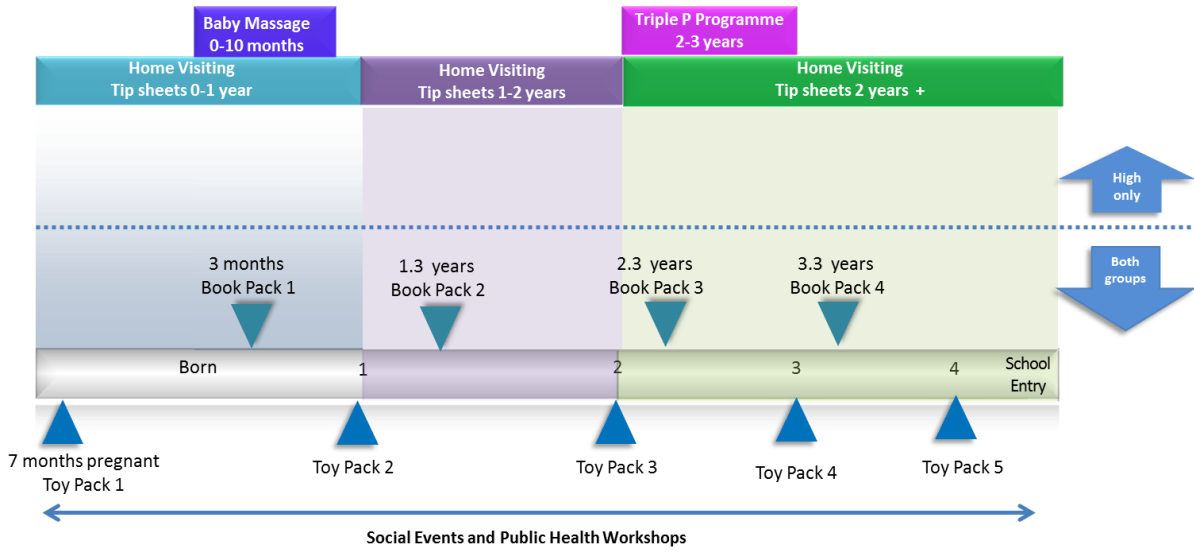 Baby Massage
0-10 months
Triple P Programme
2-3 years
Home Visiting
Tip sheets 0-1 year
Home Visiting
Tip sheets 1-2 years
Home Visiting
Tip sheets 2 years +
High
only
Both
groups
3 months
Book Pack 1
1.3 years
Book Pack 2
2.3 years
Book Pack 3
3.3 years
Book Pack 4
Born
1
2
3
4
School
Entry
7 months pregnant
Toy Pack 1
Toy Pack 2
Toy Pack 3
Toy Pack 4
Toy Pack 5
Social Events and Public Health Workshops